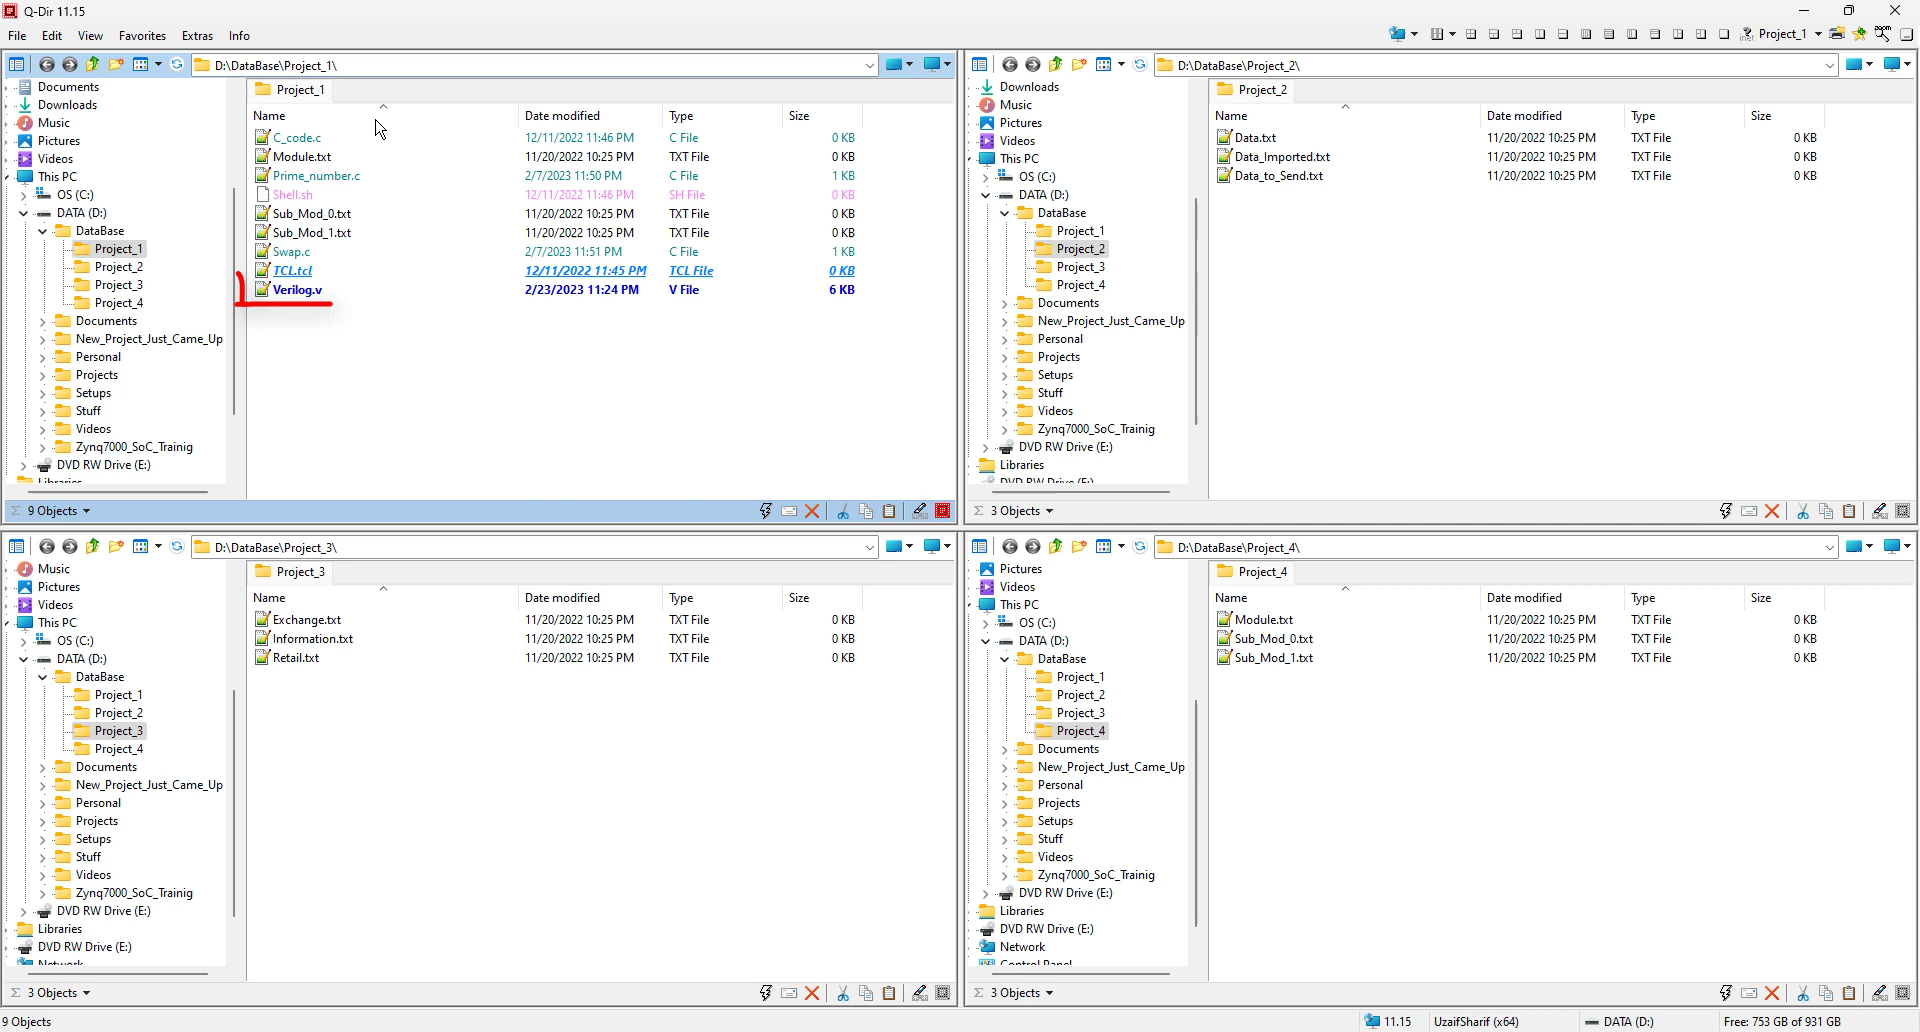 Q-Dir 11.15
File Edit View Favorites Extras Info
Project_1
D:\DataBase\Project_1\
Documents
Downloads
Music
Pictures
Videos
This PC
OS (C:)
DATA (D:)
DataBase
Project_1
Project_2
Project_3
Project_4
Documents
New_Project_Just_Came_Up
Personal
Projects
Setups
Stuff
Videos
Zynq7000_SoC_Trainig
DVD RW Drive (E:)
Libraries
Project_1
Name Date modified Type Size
C_code.c 12/11/2022 11:46 PM C File 0 KB
Module.txt 11/20/2022 10:25 PM TXT File 0 KB
Prime_number.c 2/7/2023 11:50 PM C File 1 KB
Shell.sh 12/11/2022 11:46 PM SH File 0 KB
Sub_Mod_0.txt 11/20/2022 10:25 PM TXT File 0 KB
Sub_Mod_1.txt 11/20/2022 10:25 PM TXT File 0 KB
Swap.c 2/7/2023 11:51 PM C File 1 KB
TCL.tcl 12/11/2022 11:45 PM TCL File 0 KB
Verilog.v 2/23/2023 11:24 PM V File 6 KB
9 Objects
D:\DataBase\Project_2\
Downloads
Music
Pictures
Videos
This PC
OS (C:)
DATA (D:)
DataBase
Project_1
Project_2
Project_3
Project_4
Documents
New_Project_Just_Came_Up
Personal
Projects
Setups
Stuff
Videos
Zynq7000_SoC_Trainig
DVD RW Drive (E:)
Libraries
DVD RW Drive (E:)
Project_2
Name Date modified Type Size
Data.txt 11/20/2022 10:25 PM TXT File 0 KB
Data_Imported.txt 11/20/2022 10:25 PM TXT File 0 KB
Data_to_Send.txt 11/20/2022 10:25 PM TXT File 0 KB
3 Objects
D:\DataBase\Project_3\
Music
Pictures
Videos
This PC
OS (C:)
DATA (D:)
DataBase
Project_1
Project_2
Project_3
Project_4
Documents
New_Project_Just_Came_Up
Personal
Projects
Setups
Stuff
Videos
Zynq7000_SoC_Trainig
DVD RW Drive (E:)
Libraries
DVD RW Drive (E:)
Network
Project_3
Name Date modified Type Size
Exchange.txt 11/20/2022 10:25 PM TXT File 0 KB
Information.txt 11/20/2022 10:25 PM TXT File 0 KB
Retail.txt 11/20/2022 10:25 PM TXT File 0 KB
3 Objects
D:\DataBase\Project_4\
Pictures
Videos
This PC
OS (C:)
DATA (D:)
DataBase
Project_1
Project_2
Project_3
Project_4
Documents
New_Project_Just_Came_Up
Personal
Projects
Setups
Stuff
Videos
Zynq7000_SoC_Trainig
DVD RW Drive (E:)
Libraries
DVD RW Drive (E:)
Network
Control Panel
Project_4
Name Date modified Type Size
Module.txt 11/20/2022 10:25 PM TXT File 0 KB
Sub_Mod_0.txt 11/20/2022 10:25 PM TXT File 0 KB
Sub_Mod_1.txt 11/20/2022 10:25 PM TXT File 0 KB
3 Objects
9 Objects 11.15 UzaifSharif (x64) DATA (D:) Free: 753 GB of 931 GB